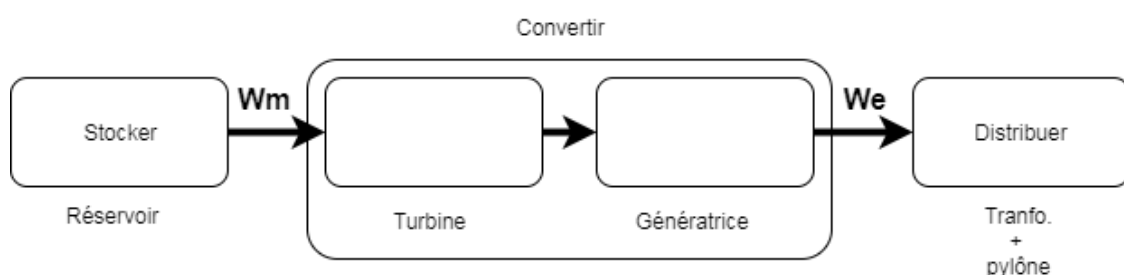 Convertir
Stocker
Wm
We
Distribuer
Réservoir
Turbine
Génératrice
Tranfo.
+
pylône